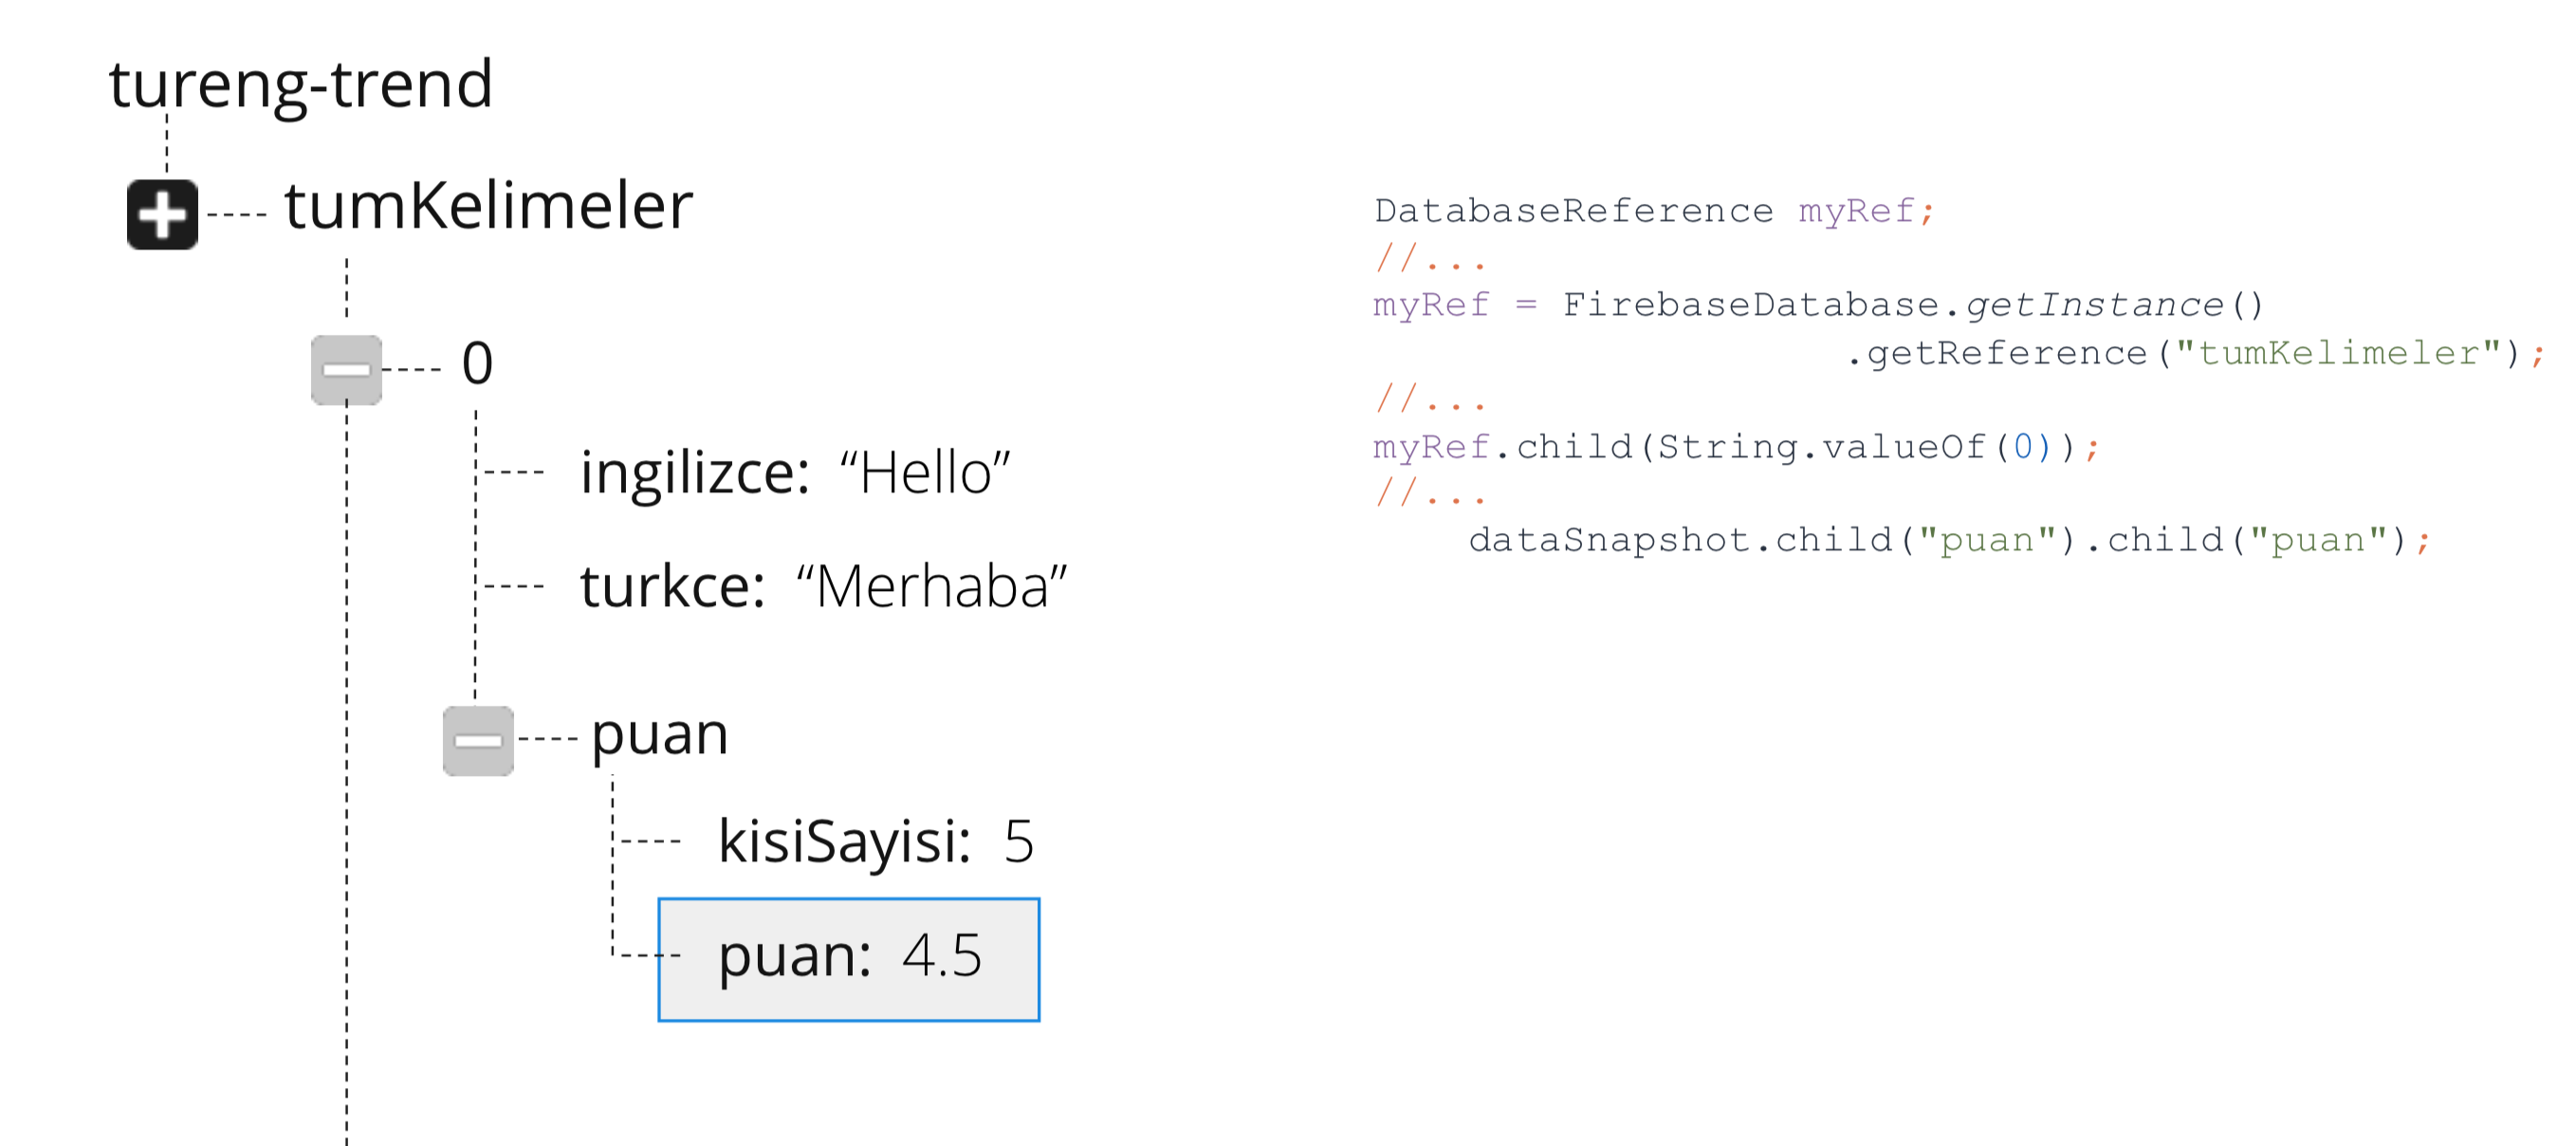 tureng-trend
tumKelimeler
0
ingilizce: “Hello”
turkce: “Merhaba”
puan
kisiSayisi: 5
puan: 4.5
DatabaseReference myRef;
//...
myRef = FirebaseDatabase.getInstance()
.getReference("tumKelimeler");
//...
myRef.child(String.valueOf(0));
//...
dataSnapshot.child("puan").child("puan");